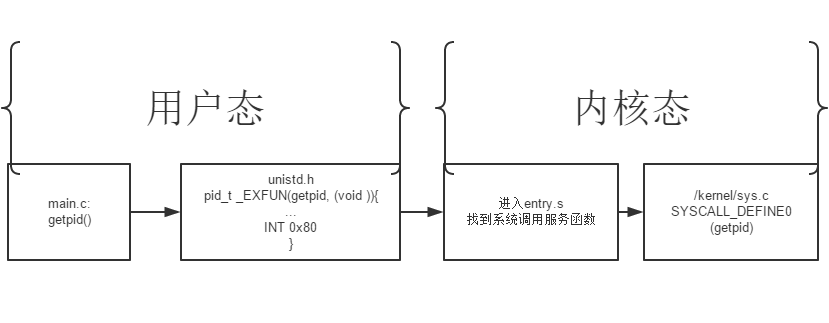 用户态
内核态
main.c:
getpid()
unistd.h
pid_t _EXFUN(getpid, (void )){
...
INT 0x80
}
进入entry.s
找到系统调用服务函数
/kernel/sys.c
SYSCALL_DEFINE0
(getpid)